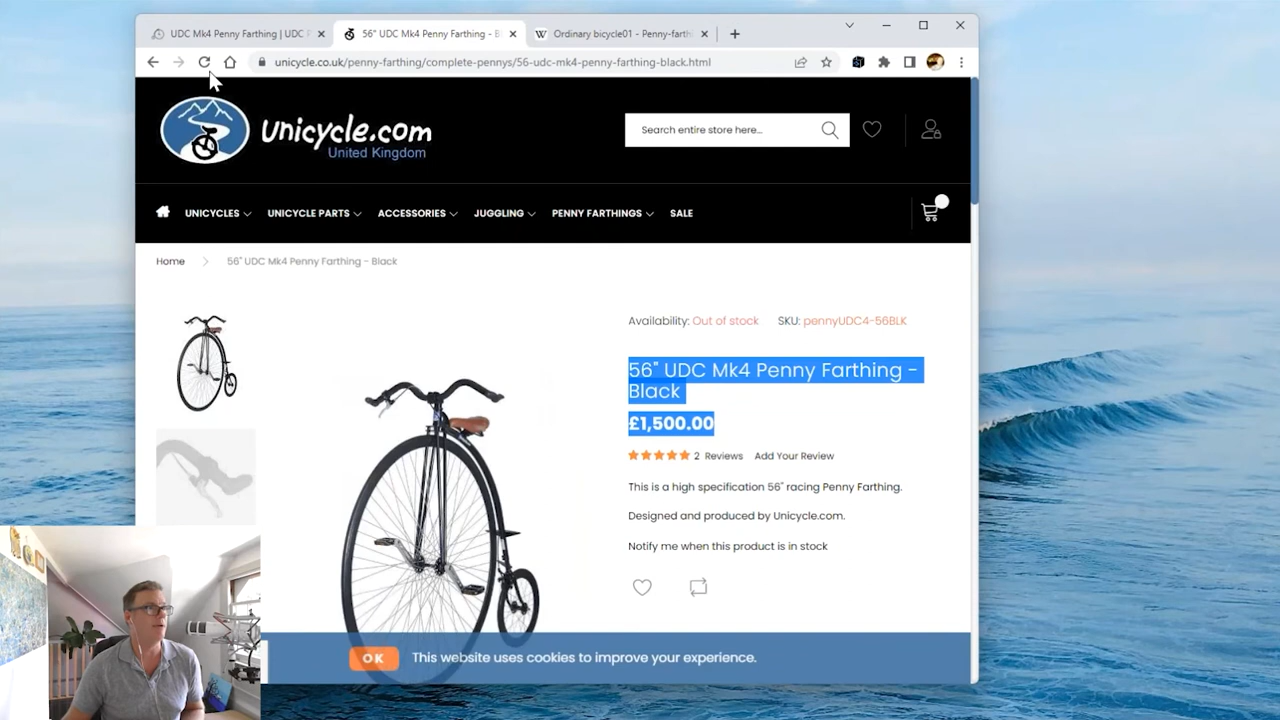 UDC Mk4 Penny Farthing | UDC P
56" UDC Mk4 Penny Farthing - B
Ordinary bicycle01 - Penny-farth
unicycle.co.uk/penny-farthing/complete-pennys/56-udc-mk4-penny-farthing-black.html
unicycle.com
United Kingdom
Search entire store here...
UNICYCLES
UNICYCLE PARTS
ACCESSORIES
JUGGLING
PENNY FARTHINGS
SALE
Home
56" UDC Mk4 Penny Farthing - Black
Availability: Out of stock
SKU: pennyUDC4-56BLK
56" UDC Mk4 Penny Farthing -
Black
£1,500.00
2 Reviews
Add Your Review
This is a high specification 56" racing Penny Farthing.
Designed and produced by Unicycle.com.
Notify me when this product is in stock
OK
This website uses cookies to improve your experience.